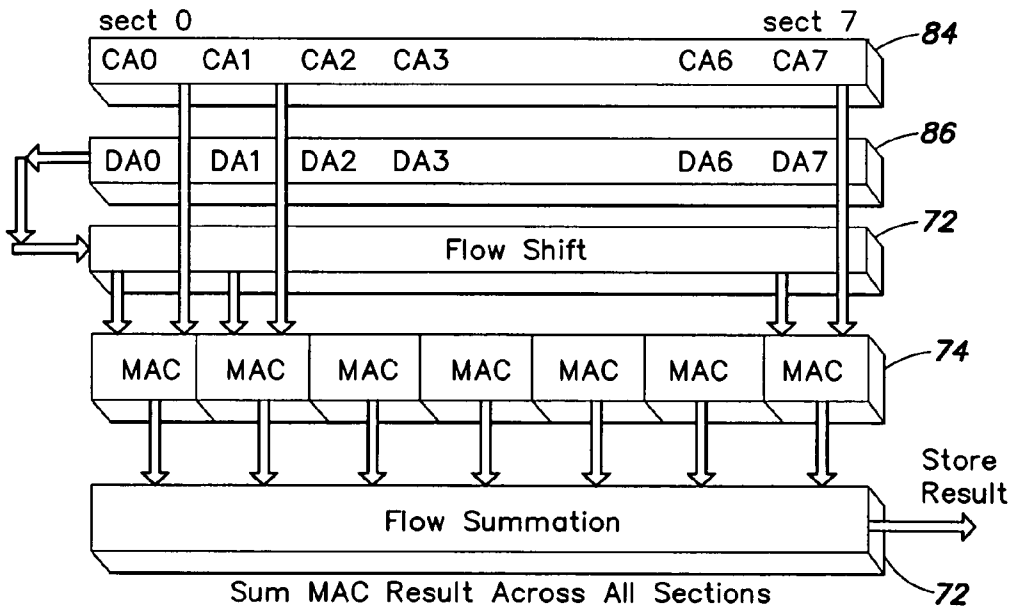 sect 0 sect 7 84
CA0 CA1 CA2 CA3 CA6 CA7
86
DA0 DA1 DA2 DA3 DA6 DA7
72
Flow Shift
MAC MAC MAC MAC MAC MAC MAC 74
Store
Result
Flow Summation
Sum MAC Result Across All Sections 72